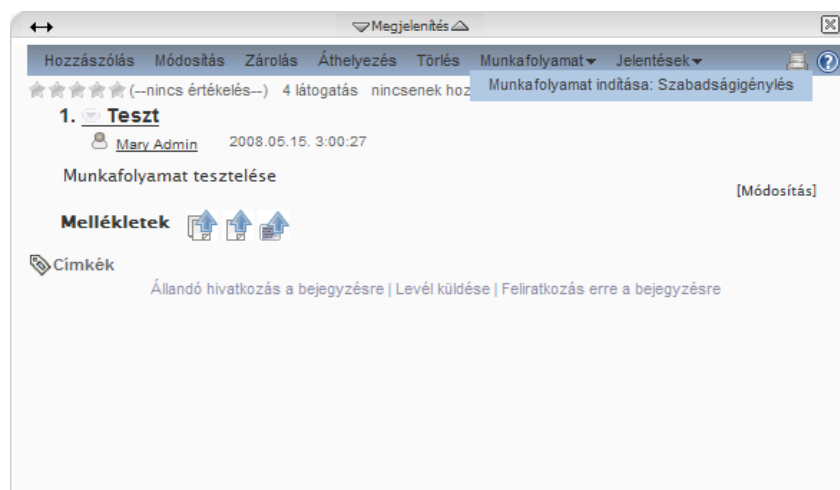 Megjelenítés
Hozzászólás Módosítás Zárolás Áthelyezés Törlés Munkafolyamat Jelentések
Munkafolyamat indítása: Szabadságigénylés
(--nincs értékelés--) 4 látogatás nincsenek hoz
1. Teszt
Mary Admin 2008.05.15. 3:00:27
Munkafolyamat tesztelése
[Módosítás]
Mellékletek
Címkék
Állandó hivatkozás a bejegyzésre | Levél küldése | Feliratkozás erre a bejegyzésre